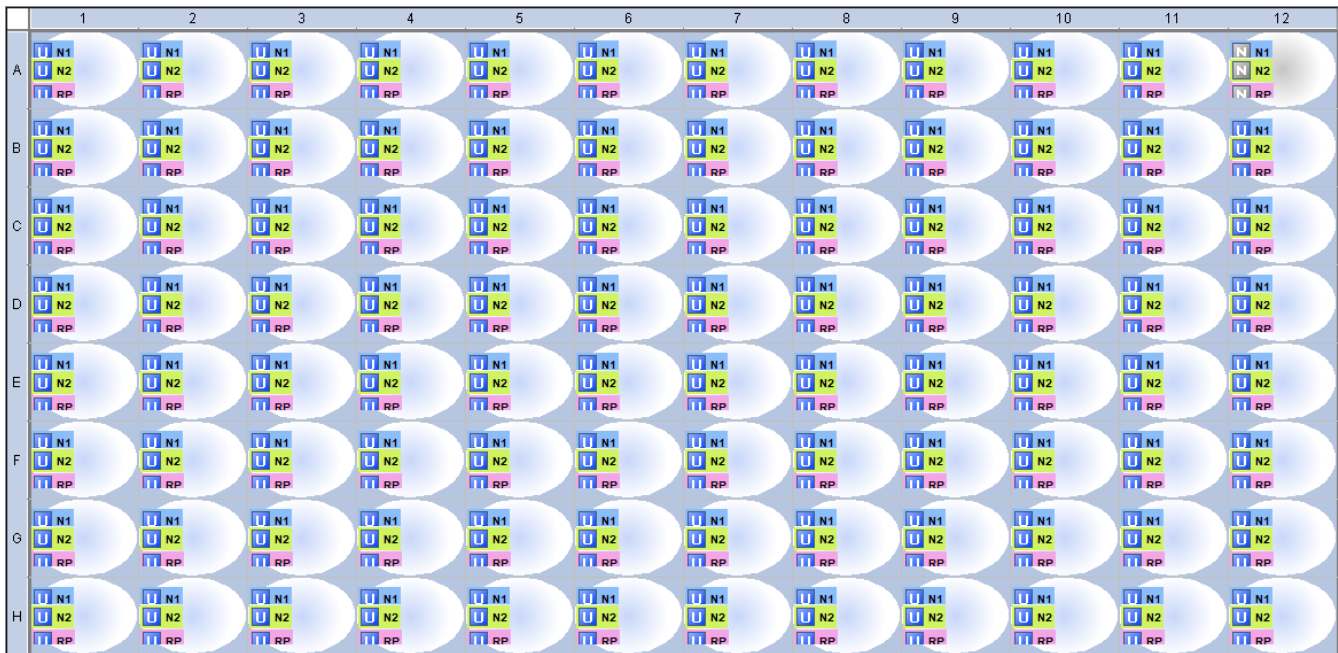 1 2 3 4 5 6 7 8 9 10 11 12
U N1 U N1 U N1 U N1 U N1 U N1 U N1 U N1 U N1 U N1 U N1 N N1
A U N2 U N2 U N2 U N2 U N2 U N2 U N2 U N2 U N2 U N2 U N2 N N2
U RP U RP U RP U RP U RP U RP U RP U RP U RP U RP U RP N RP
U N1 U N1 U N1 U N1 U N1 U N1 U N1 U N1 U N1 U N1 U N1 U N1
B U N2 U N2 U N2 U N2 U N2 U N2 U N2 U N2 U N2 U N2 U N2 U N2
U RP U RP U RP U RP U RP U RP U RP U RP U RP U RP U RP U RP
U N1 U N1 U N1 U N1 U N1 U N1 U N1 U N1 U N1 U N1 U N1 U N1
C U N2 U N2 U N2 U N2 U N2 U N2 U N2 U N2 U N2 U N2 U N2 U N2
U RP U RP U RP U RP U RP U RP U RP U RP U RP U RP U RP U RP
U N1 U N1 U N1 U N1 U N1 U N1 U N1 U N1 U N1 U N1 U N1 U N1
D U N2 U N2 U N2 U N2 U N2 U N2 U N2 U N2 U N2 U N2 U N2 U N2
U RP U RP U RP U RP U RP U RP U RP U RP U RP U RP U RP U RP
U N1 U N1 U N1 U N1 U N1 U N1 U N1 U N1 U N1 U N1 U N1 U N1
E U N2 U N2 U N2 U N2 U N2 U N2 U N2 U N2 U N2 U N2 U N2 U N2
U RP U RP U RP U RP U RP U RP U RP U RP U RP U RP U RP U RP
U N1 U N1 U N1 U N1 U N1 U N1 U N1 U N1 U N1 U N1 U N1 U N1
F U N2 U N2 U N2 U N2 U N2 U N2 U N2 U N2 U N2 U N2 U N2 U N2
U RP U RP U RP U RP U RP U RP U RP U RP U RP U RP U RP U RP
U N1 U N1 U N1 U N1 U N1 U N1 U N1 U N1 U N1 U N1 U N1 U N1
G U N2 U N2 U N2 U N2 U N2 U N2 U N2 U N2 U N2 U N2 U N2 U N2
U RP U RP U RP U RP U RP U RP U RP U RP U RP U RP U RP U RP
U N1 U N1 U N1 U N1 U N1 U N1 U N1 U N1 U N1 U N1 U N1 U N1
H U N2 U N2 U N2 U N2 U N2 U N2 U N2 U N2 U N2 U N2 U N2 U N2
U RP U RP U RP U RP U RP U RP U RP U RP U RP U RP U RP U RP